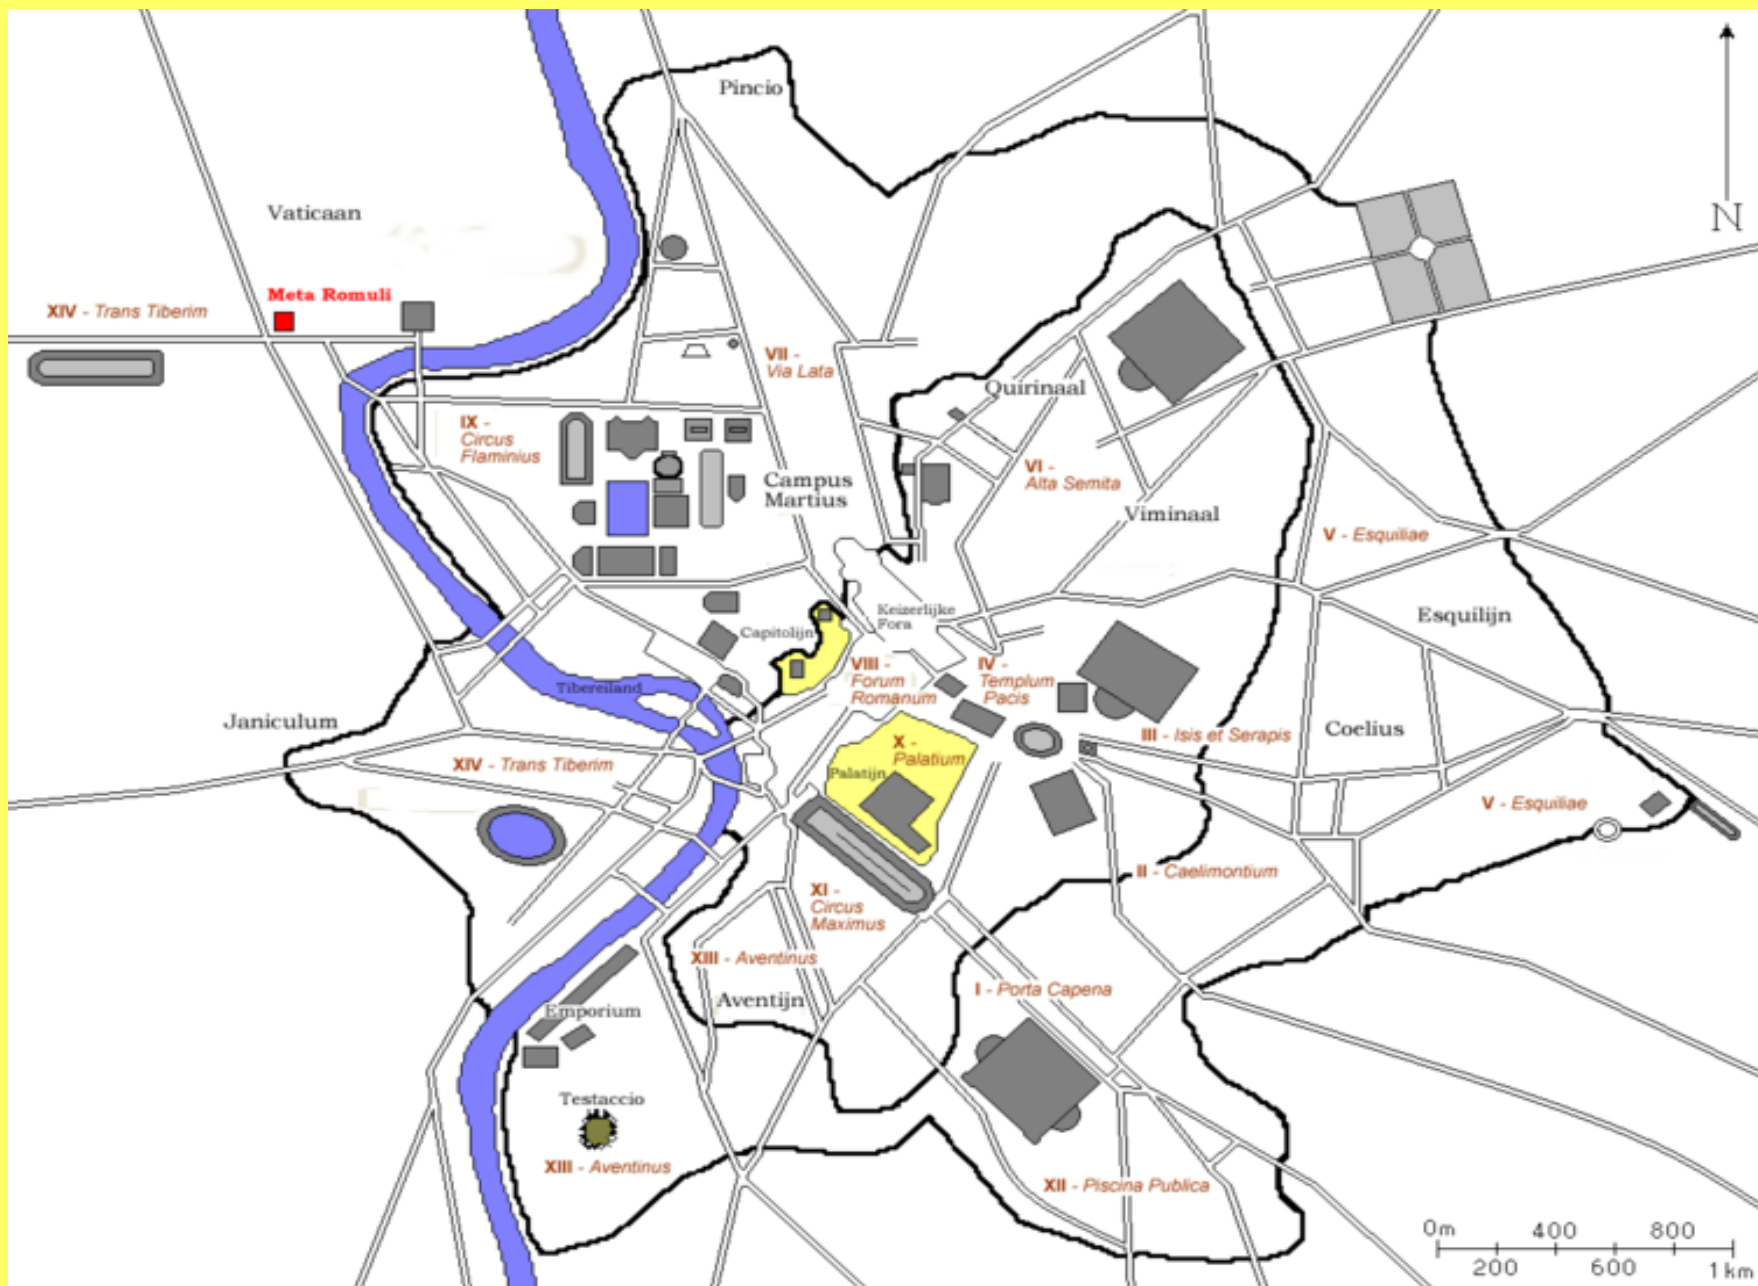 Pincio
Vaticaan
N
Meta Romuli
XIV - Trans Tiberim
VII -
Via Lata
Quirinaal
IX -
Circus
Flaminius
VI -
Alta Semita
Campus
Martius
Viminaal
V - Esquiliae
Keizerlijke
Fora
Esquilijn
Capitolijn
VIII -
Forum
Romanum
IV -
Templum
Pacis
Tibereiland
Janiculum
Coelius
III - Isis et Serapis
X -
Palatium
XIV - Trans Tiberim
Palatijn
V - Esquiliae
II - Caelimontium
XI -
Circus
Maximus
XIII - Aventinus
I - Porta Capena
Aventijn
Emporium
Testaccio
XIII - Aventinus
XII - Piscina Publica
0m 400 800
200 600 1km